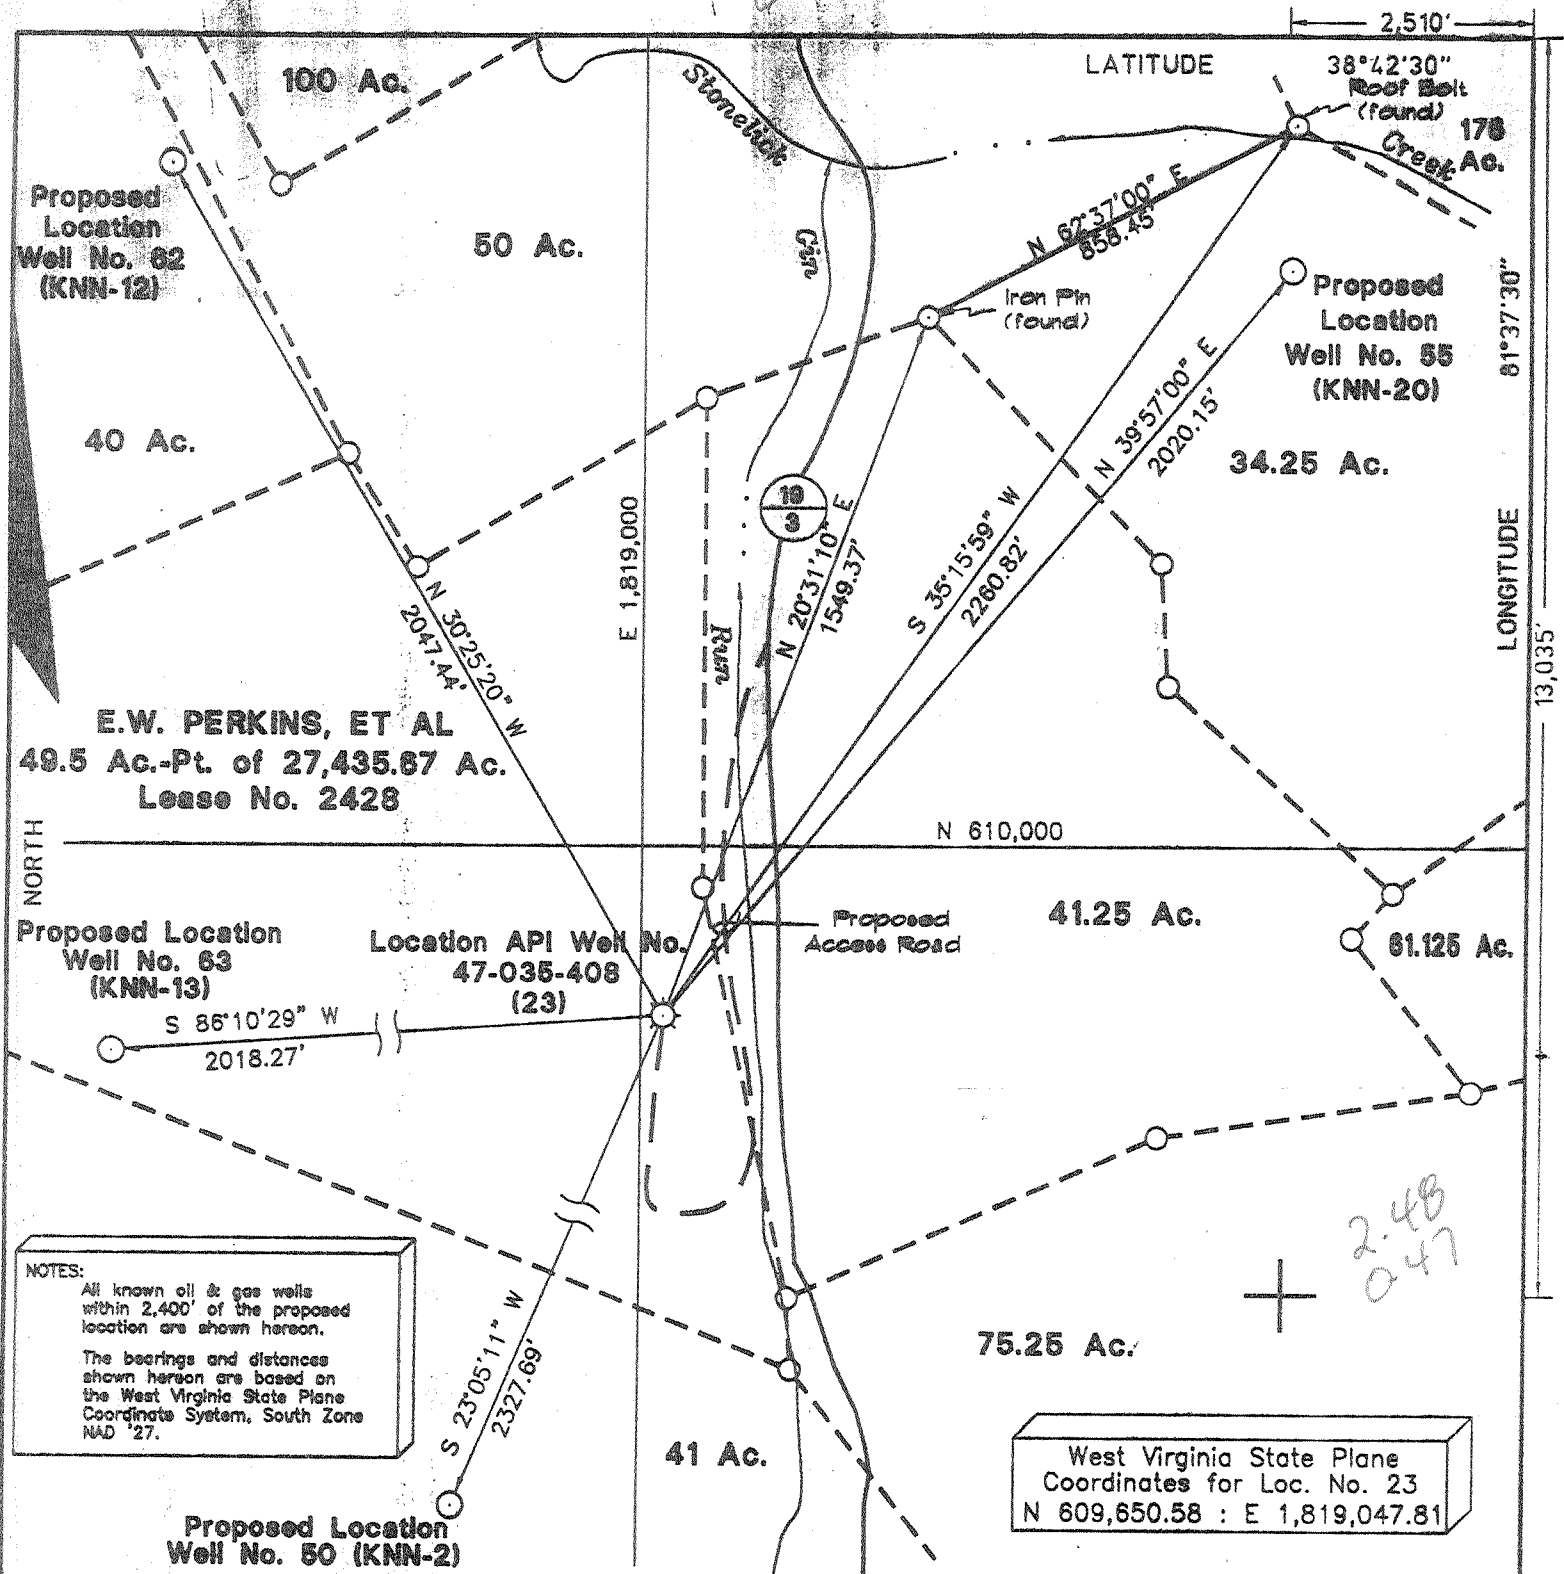 2,510'
LATITUDE
38°42'30"
Roof Bolt
(found)
176
Ac.
100 Ac.
Stonelick
Creek
Proposed
Location
Well No. 62
(KNN-12)
50 Ac.
Cin
N 62°37'00" E
858.45'
Iron Pin
(found)
Proposed
Location
Well No. 55
(KNN-20)
81°37'30"
LONGITUDE
13,035'
40 Ac.
34.25 Ac.
N 39°57'00" E
2020.15'
19
3
E 1,819,000
N 20°31'10" E
1549.37'
S 35°15'59" W
2260.82'
N 30°25'20" W
2047.44'
Run
E.W. PERKINS, ET AL
49.5 Ac.-Pt. of 27,435.67 Ac.
Lease No. 2428
NORTH
N 610,000
Proposed Location
Well No. 63
(KNN-13)
Location API Well No.
47-035-408
(23)
Proposed
Access Road
41.25 Ac.
61.125 Ac.
S 86°10'29" W
2018.27'
2.48
0.47
NOTES:
All known oil & gas wells
within 2,400' of the proposed
location are shown hereon.
The bearings and distances
shown hereon are based on
the West Virginia State Plane
Coordinate System, South Zone
NAD '27.
S 23°05'11" W
2327.69'
75.25 Ac.
41 Ac.
West Virginia State Plane
Coordinates for Loc. No. 23
N 609,650.58 : E 1,819,047.81
Proposed Location
Well No. 50 (KNN-2)